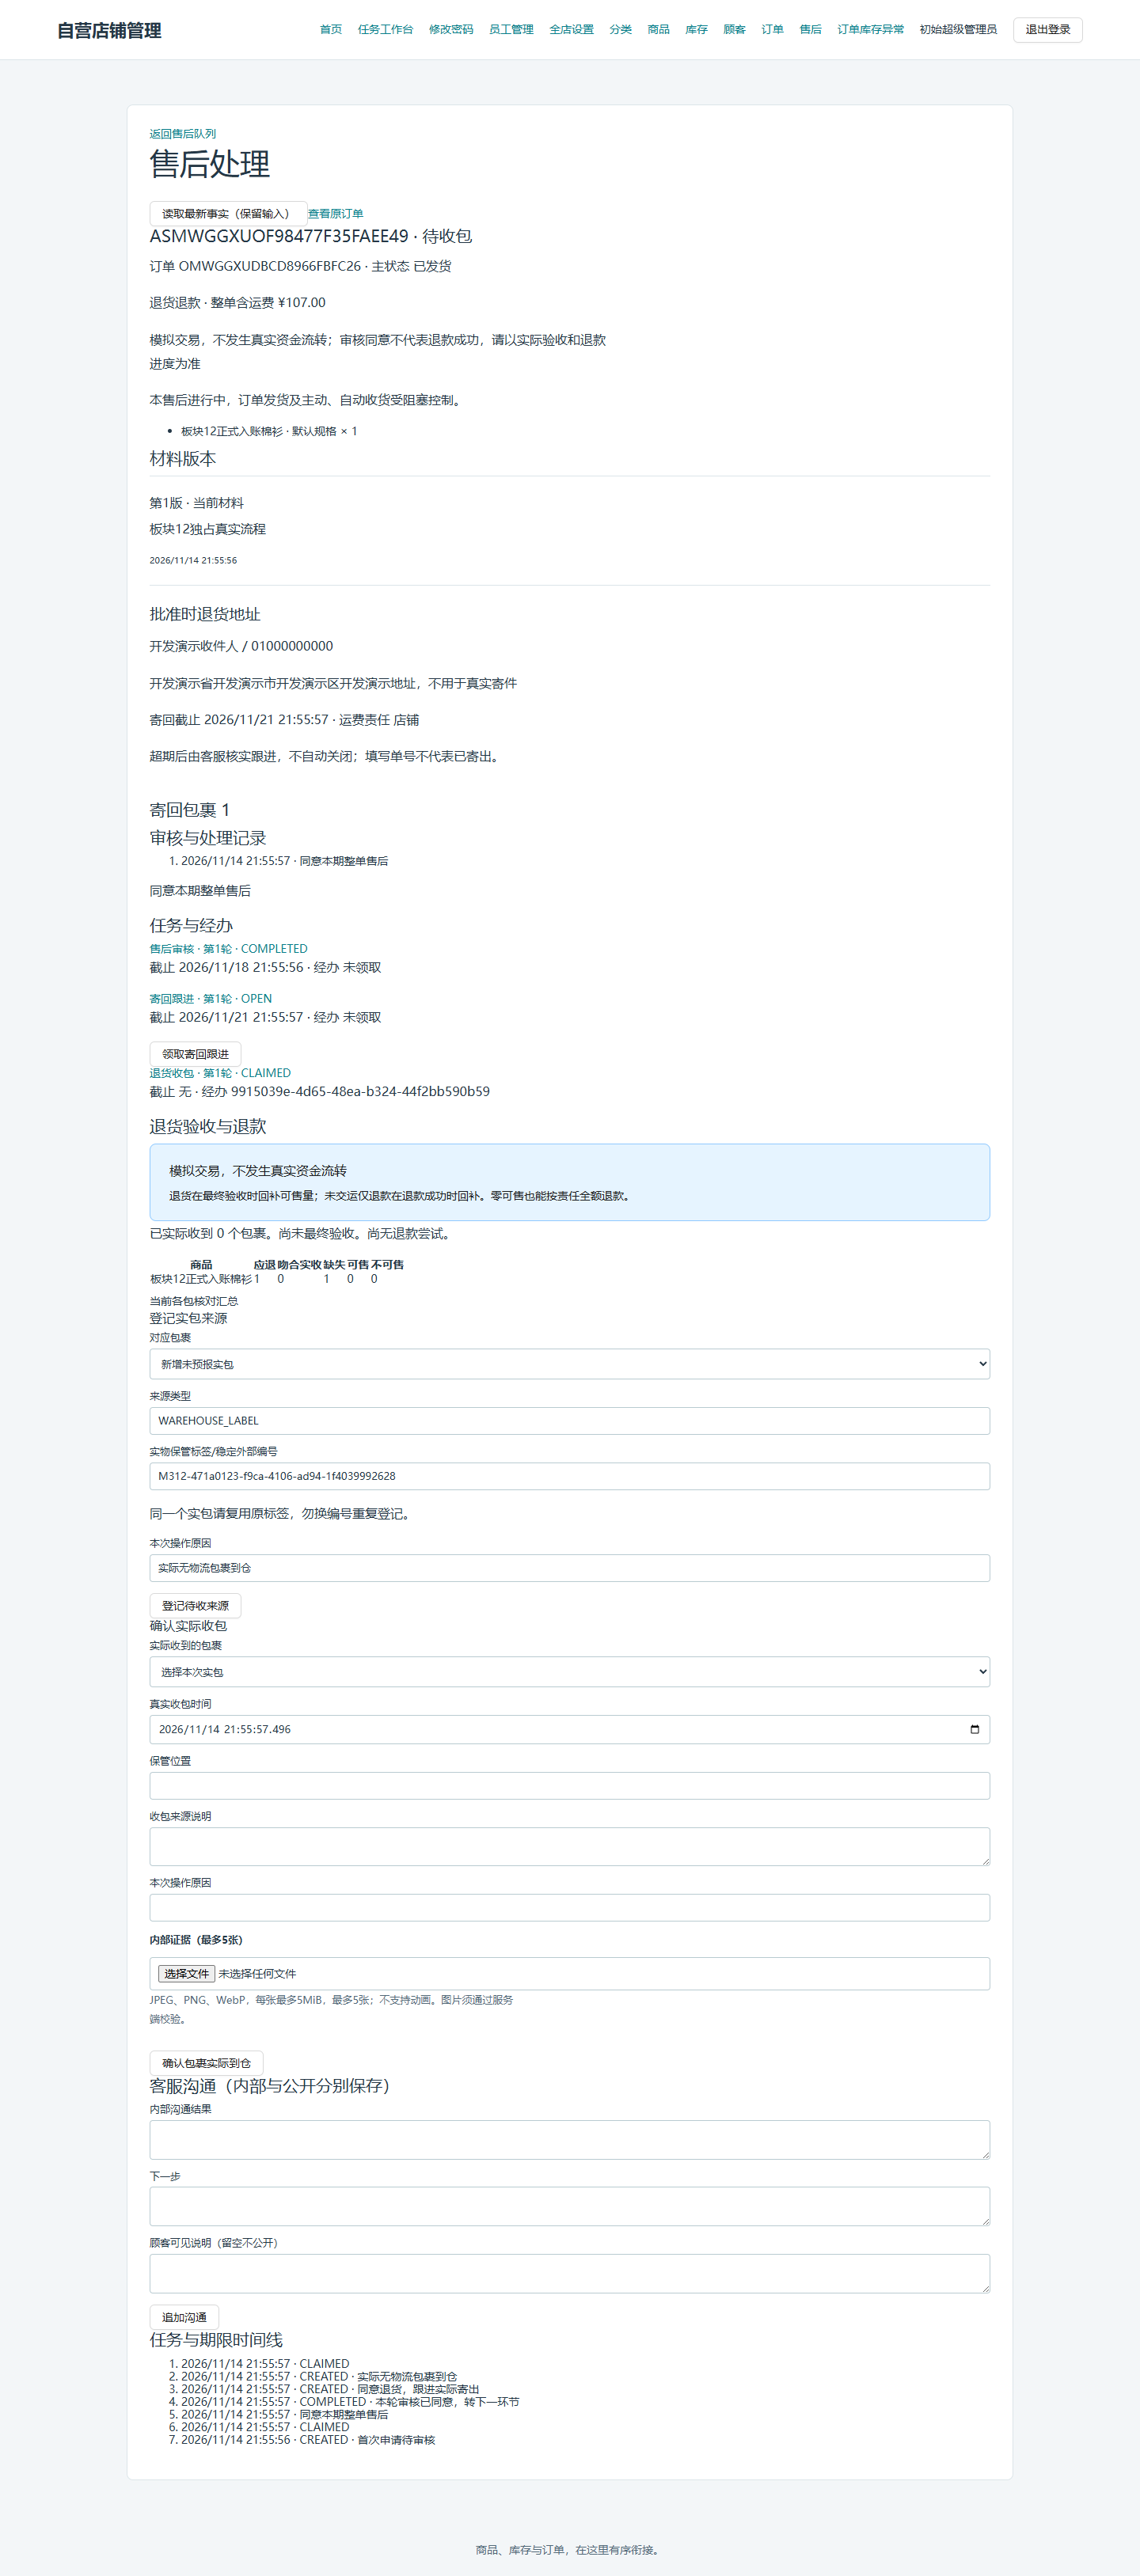 自营店铺管理
首页 任务工作台 修改密码 员工管理 全店设置 分类 商品 库存 顾客 订单 售后 订单库存异常 初始超级管理员 退出登录
返回售后队列
售后处理
读取最新事实（保留输入） 查看原订单
ASMWGGXUOF98477F35FAEE49 · 待收包
订单 OMWGGXUDBCD8966FBFC26 · 主状态 已发货
退货退款 · 整单含运费 ¥107.00
模拟交易，不发生真实资金流转；审核同意不代表退款成功，请以实际验收和退款
进度为准
本售后进行中，订单发货及主动、自动收货受阻塞控制。
板块12正式入账棉衫 · 默认规格 × 1
材料版本
第1版 · 当前材料
板块12独占真实流程
2026/11/14 21:55:56
批准时退货地址
开发演示收件人 / 01000000000
开发演示省开发演示市开发演示区开发演示地址，不用于真实寄件
寄回截止 2026/11/21 21:55:57 · 运费责任 店铺
超期后由客服核实跟进，不自动关闭；填写单号不代表已寄出。
寄回包裹 1
审核与处理记录
1. 2026/11/14 21:55:57 · 同意本期整单售后
同意本期整单售后
任务与经办
售后审核 · 第1轮 · COMPLETED
截止 2026/11/18 21:55:56 · 经办 未领取
寄回跟进 · 第1轮 · OPEN
截止 2026/11/21 21:55:57 · 经办 未领取
领取寄回跟进
退货收包 · 第1轮 · CLAIMED
截止 无 · 经办 9915039e-4d65-48ea-b324-44f2bb590b59
退货验收与退款
模拟交易，不发生真实资金流转
退货在最终验收时回补可售量；未交运仅退款在退款成功时回补。零可售也能按责任全额退款。
已实际收到 0 个包裹。尚未最终验收。尚无退款尝试。
商品 应退 吻合实收 缺失 可售 不可售
板块12正式入账棉衫 1 0 1 0 0
当前各包核对汇总
登记实包来源
对应包裹
新增未预报实包
来源类型
WAREHOUSE_LABEL
实物保管标签/稳定外部编号
M312-471a0123-f9ca-4106-ad94-1f4039992628
同一个实包请复用原标签，勿换编号重复登记。
本次操作原因
实际无物流包裹到仓
登记待收来源
确认实际收包
实际收到的包裹
选择本次实包
真实收包时间
2026/11/14 21:55:57.496
保管位置
收包来源说明
本次操作原因
内部证据（最多5张）
选择文件 未选择任何文件
JPEG、PNG、WebP，每张最多5MiB，最多5张；不支持动画。图片须通过服务
端校验。
确认包裹实际到仓
客服沟通（内部与公开分别保存）
内部沟通结果
下一步
顾客可见说明（留空不公开）
追加沟通
任务与期限时间线
1. 2026/11/14 21:55:57 · CLAIMED
2. 2026/11/14 21:55:57 · CREATED · 实际无物流包裹到仓
3. 2026/11/14 21:55:57 · CREATED · 同意退货，跟进实际寄出
4. 2026/11/14 21:55:57 · COMPLETED · 本轮审核已同意，转下一环节
5. 2026/11/14 21:55:57 · 同意本期整单售后
6. 2026/11/14 21:55:57 · CLAIMED
7. 2026/11/14 21:55:56 · CREATED · 首次申请待审核
商品、库存与订单，在这里有序衔接。